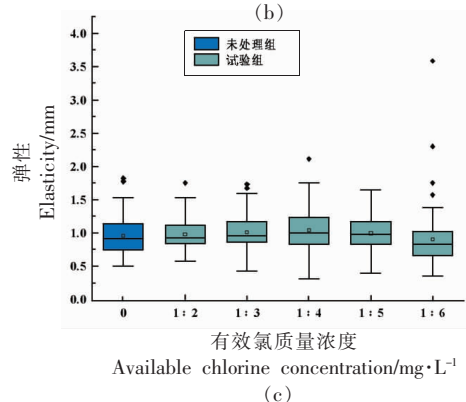 (b)
未处理组
试验组
4.0
3.5
3.0
2.5
2.0
1.5
1.0
0.5
0.0
弹性
Elasticity/mm
0 1:2 1:3 1:4 1:5 1:6
有效氯质量浓度
Available chlorine concentration/mg·L⁻¹
(c)